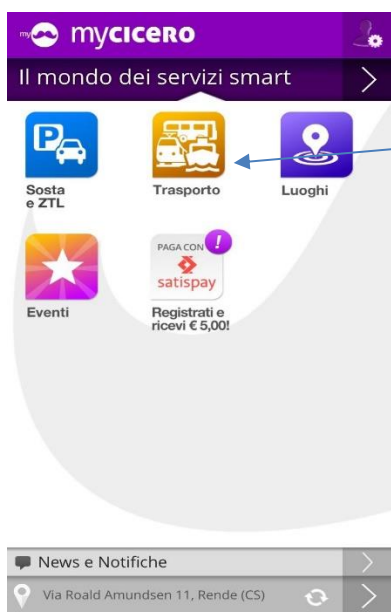 my mycicero
Il mondo dei servizi smart
P
Sosta
e ZTL
Trasporto
Luoghi
PAGA CON !
satispay
Eventi
Registrati e
ricevi € 5,00!
News e Notifiche
Via Roald Amundsen 11, Rende (CS)